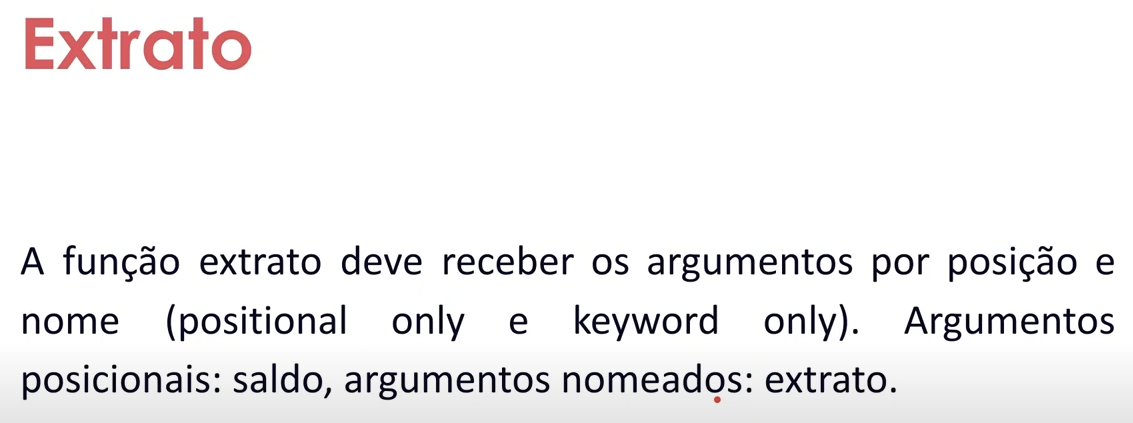 Extrato
A função extrato deve receber os argumentos por posição e
nome (positional only e keyword only). Argumentos
posicionais: saldo, argumentos nomeados: extrato.